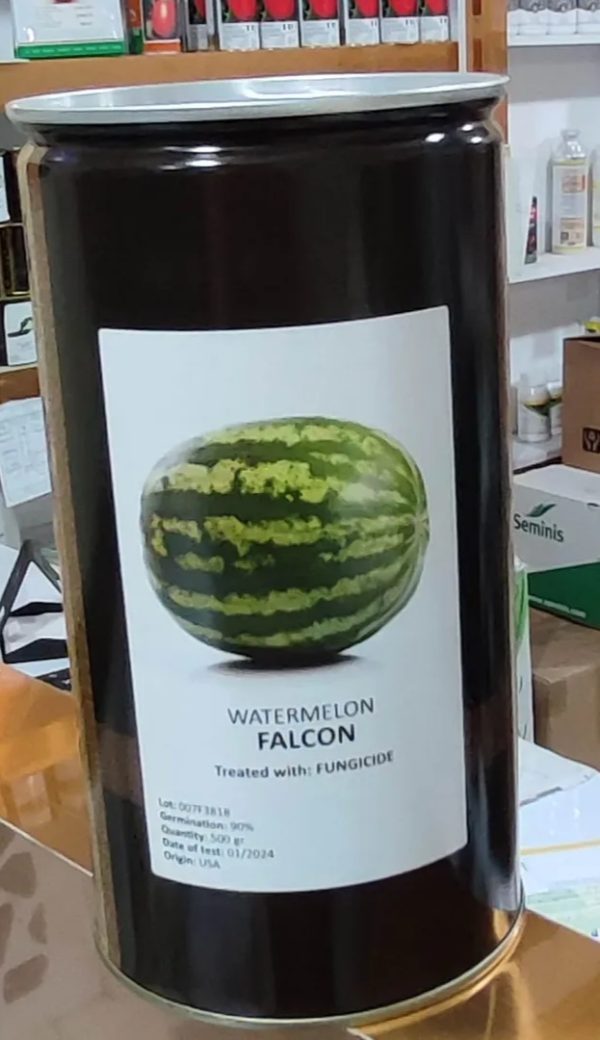 WATERMELON
FALCON
Treated with: FUNGICIDE
Lot: 007F3818
Germination: 90%
Quantity: 500 gr
Date of test: 01/2024
Origin: USA
Seminis